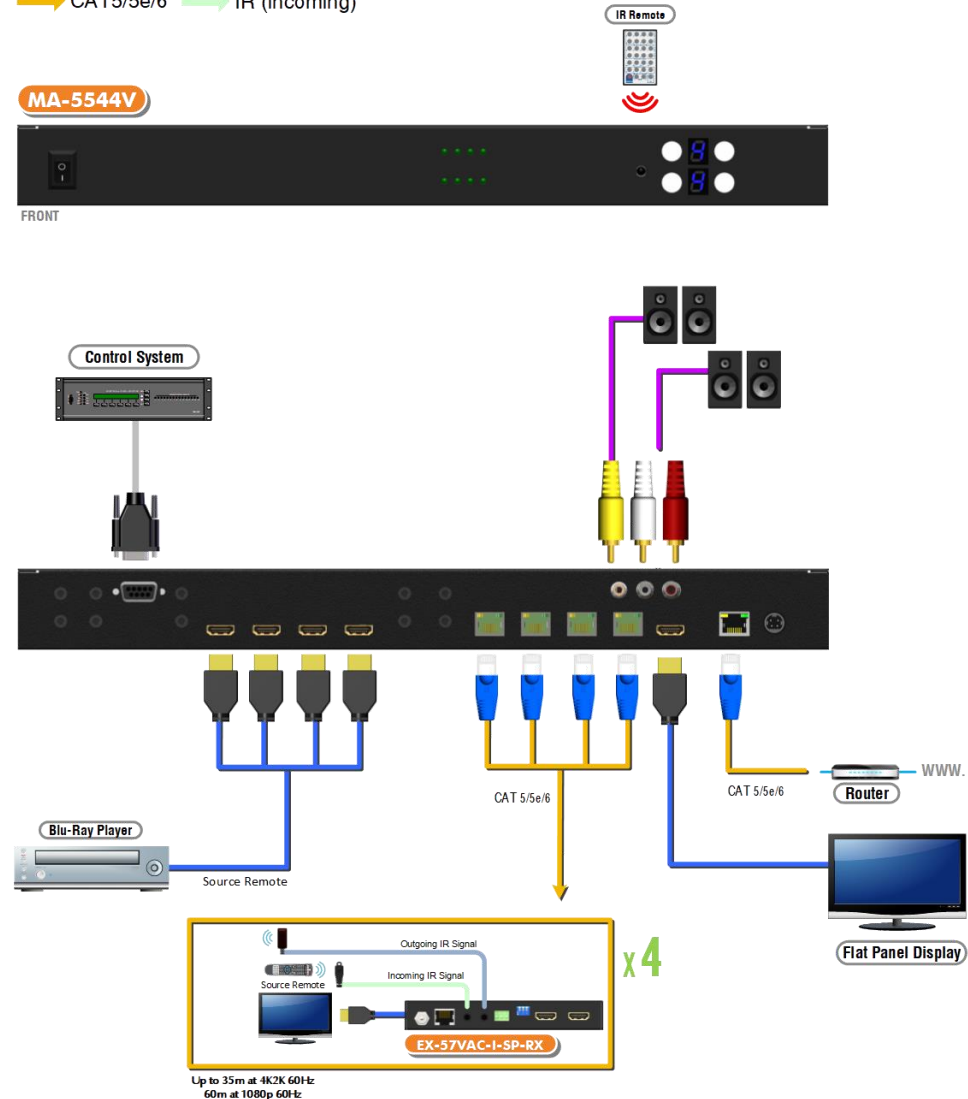 CAT5/5e/6 IR (Incoming)
IR Remote
MA-5544V
FRONT
Control System
CAT 5/5e/6
CAT 5/5e/6
WWW.
Router
Blu-Ray Player
Source Remote
Flat Panel Display
x4
Outgoing IR Signal
Incoming IR Signal
Source Remote
EX-57VAC-I-SP-RX
Up to 35m at 4K2K 60Hz
60m at 1080p 60Hz